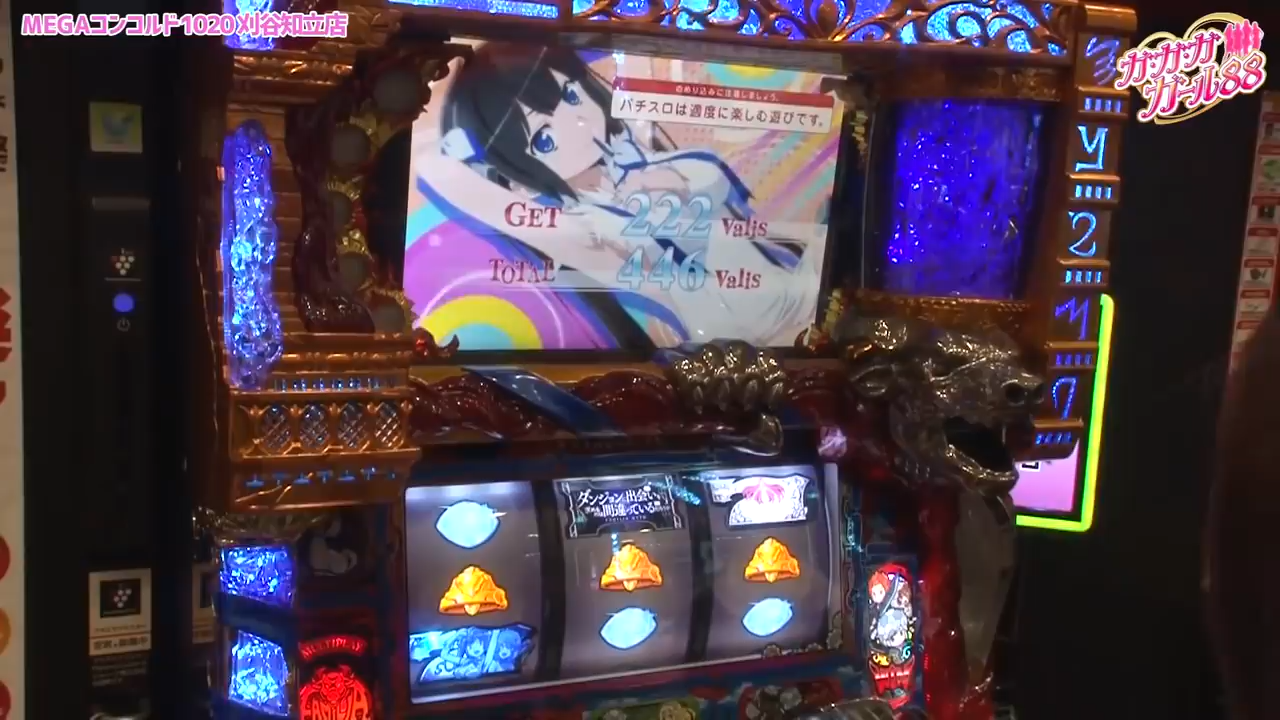 MEGAコンコルド1020刈谷知立店
ガガガガール88
のめり込みに注意しましょう。
パチスロは適度に楽しむ遊びです。
GET 222 Valis
TOTAL 446 Valis
ダンジョンに出会いを
求めるのは
間違っているだろうか
MULTIPLE
FAMILIA